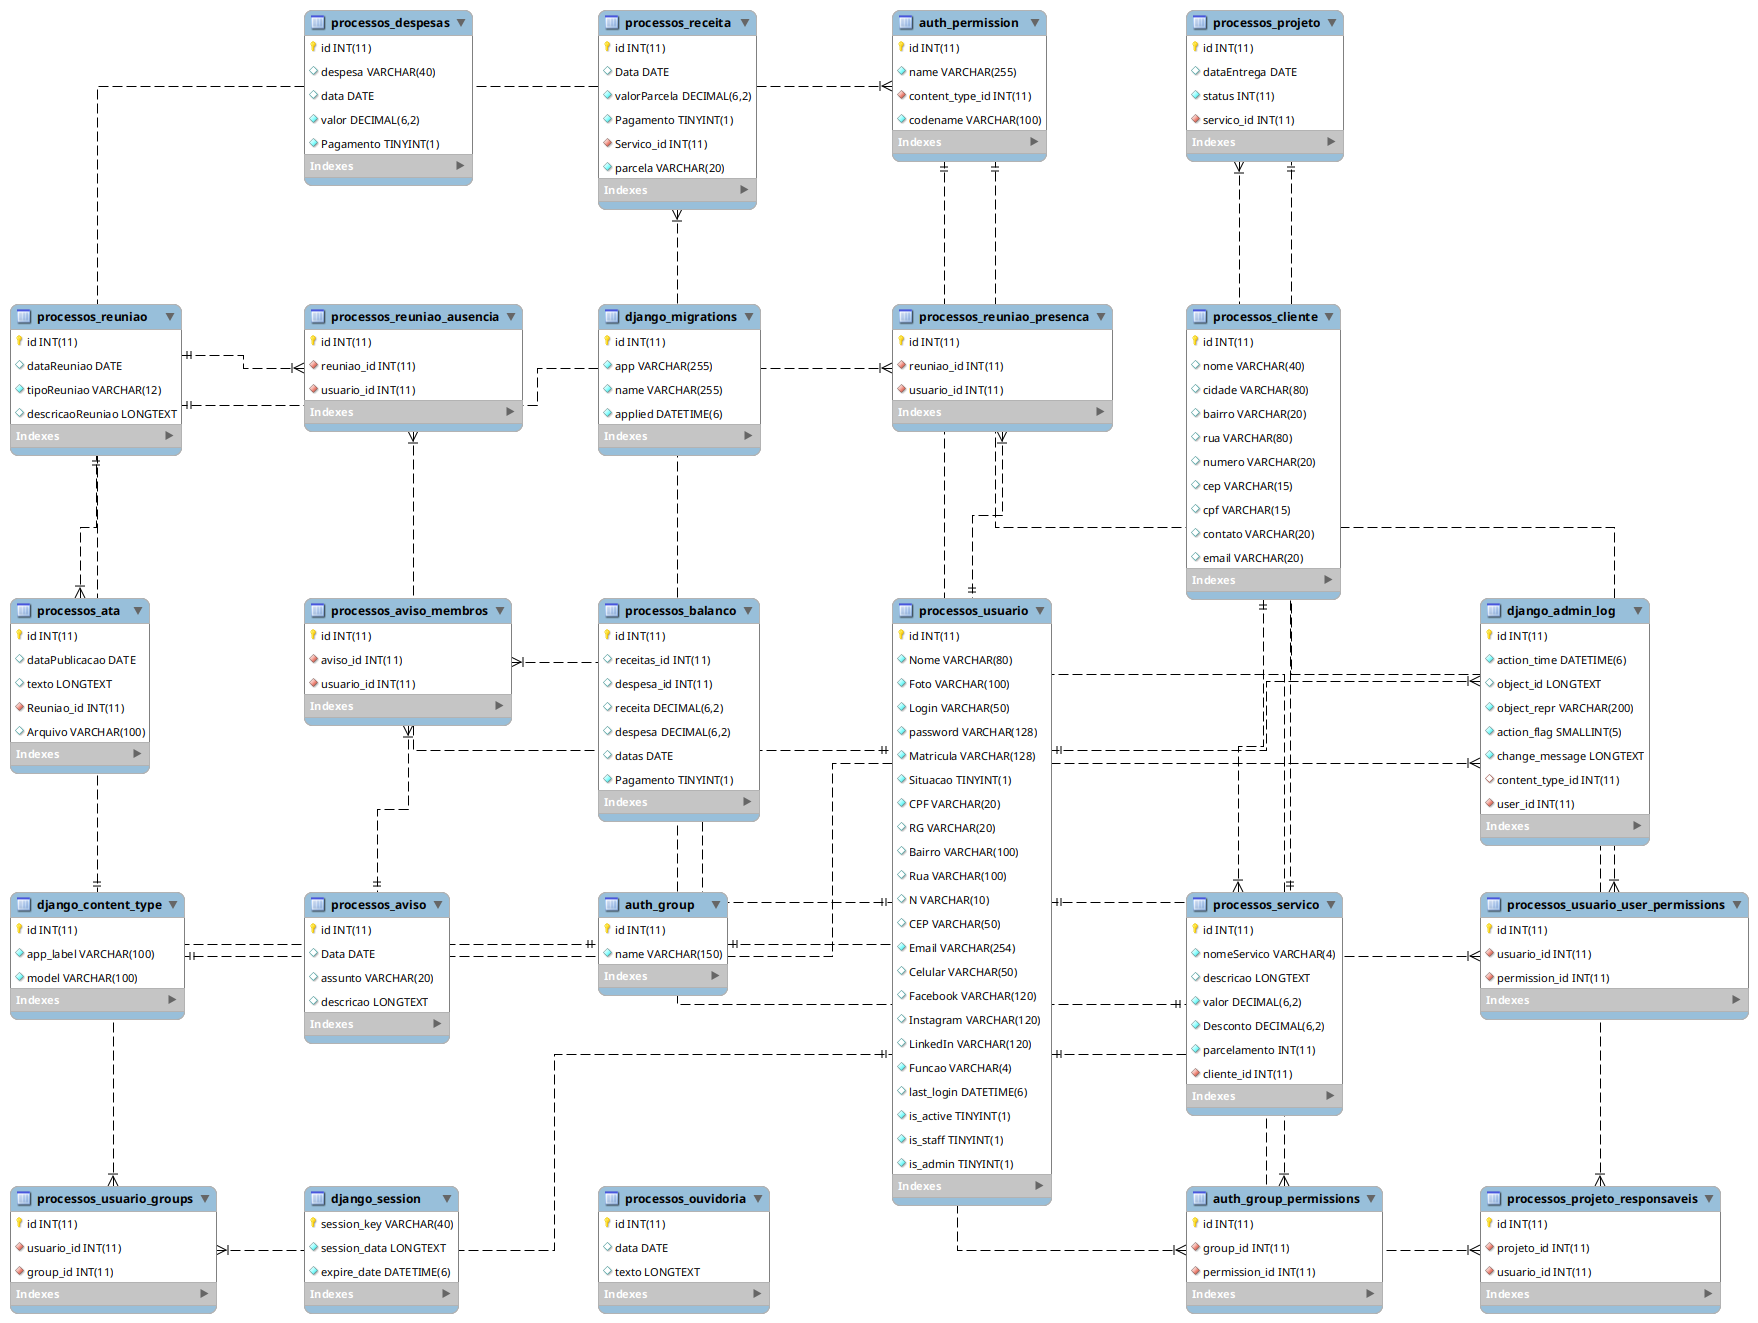 processos_despesas
id INT(11)
despesa VARCHAR(40)
data DATE
valor DECIMAL(6,2)
Pagamento TINYINT(1)
Indexes
processos_receita
id INT(11)
Data DATE
valorParcela DECIMAL(6,2)
Pagamento TINYINT(1)
Servico_id INT(11)
parcela VARCHAR(20)
Indexes
auth_permission
id INT(11)
name VARCHAR(255)
content_type_id INT(11)
codename VARCHAR(100)
Indexes
processos_projeto
id INT(11)
dataEntrega DATE
status INT(11)
servico_id INT(11)
Indexes
processos_reuniao
id INT(11)
dataReuniao DATE
tipoReuniao VARCHAR(12)
descricaoReuniao LONGTEXT
Indexes
processos_reuniao_ausencia
id INT(11)
reuniao_id INT(11)
usuario_id INT(11)
Indexes
django_migrations
id INT(11)
app VARCHAR(255)
name VARCHAR(255)
applied DATETIME(6)
Indexes
processos_reuniao_presenca
id INT(11)
reuniao_id INT(11)
usuario_id INT(11)
Indexes
processos_cliente
id INT(11)
nome VARCHAR(40)
cidade VARCHAR(80)
bairro VARCHAR(20)
rua VARCHAR(80)
numero VARCHAR(20)
cep VARCHAR(15)
cpf VARCHAR(15)
contato VARCHAR(20)
email VARCHAR(20)
Indexes
processos_ata
id INT(11)
dataPublicacao DATE
texto LONGTEXT
Reuniao_id INT(11)
Arquivo VARCHAR(100)
Indexes
processos_aviso_membros
id INT(11)
aviso_id INT(11)
usuario_id INT(11)
Indexes
processos_balanco
id INT(11)
receitas_id INT(11)
despesa_id INT(11)
receita DECIMAL(6,2)
despesa DECIMAL(6,2)
datas DATE
Pagamento TINYINT(1)
Indexes
processos_usuario
id INT(11)
Nome VARCHAR(80)
Foto VARCHAR(100)
Login VARCHAR(50)
password VARCHAR(128)
Matricula VARCHAR(128)
Situacao TINYINT(1)
CPF VARCHAR(20)
RG VARCHAR(20)
Bairro VARCHAR(100)
Rua VARCHAR(100)
N VARCHAR(10)
CEP VARCHAR(50)
Email VARCHAR(254)
Celular VARCHAR(50)
Facebook VARCHAR(120)
Instagram VARCHAR(120)
LinkedIn VARCHAR(120)
Funcao VARCHAR(4)
last_login DATETIME(6)
is_active TINYINT(1)
is_staff TINYINT(1)
is_admin TINYINT(1)
Indexes
django_admin_log
id INT(11)
action_time DATETIME(6)
object_id LONGTEXT
object_repr VARCHAR(200)
action_flag SMALLINT(5)
change_message LONGTEXT
content_type_id INT(11)
user_id INT(11)
Indexes
django_content_type
id INT(11)
app_label VARCHAR(100)
model VARCHAR(100)
Indexes
processos_aviso
id INT(11)
Data DATE
assunto VARCHAR(20)
descricao LONGTEXT
Indexes
auth_group
id INT(11)
name VARCHAR(150)
Indexes
processos_servico
id INT(11)
nomeServico VARCHAR(4)
descricao LONGTEXT
valor DECIMAL(6,2)
Desconto DECIMAL(6,2)
parcelamento INT(11)
cliente_id INT(11)
Indexes
processos_usuario_user_permissions
id INT(11)
usuario_id INT(11)
permission_id INT(11)
Indexes
processos_usuario_groups
id INT(11)
usuario_id INT(11)
group_id INT(11)
Indexes
django_session
session_key VARCHAR(40)
session_data LONGTEXT
expire_date DATETIME(6)
Indexes
processos_ouvidoria
id INT(11)
data DATE
texto LONGTEXT
Indexes
auth_group_permissions
id INT(11)
group_id INT(11)
permission_id INT(11)
Indexes
processos_projeto_responsaveis
id INT(11)
projeto_id INT(11)
usuario_id INT(11)
Indexes